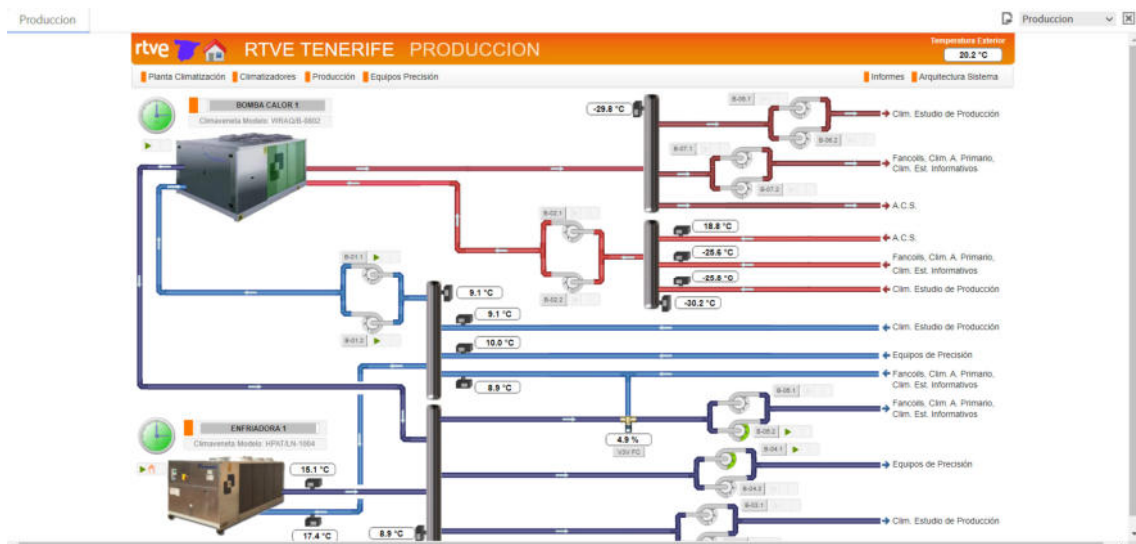 Produccion
Produccion
rtve RTVE TENERIFE PRODUCCION
Temperatura Exterior
20.2 °C
Planta Climatización Climatizadores Producción Equipos Precisión
Informes Arquitectura Sistema
BOMBA CALOR 1
Climaveneta Modelo:
-29.8 °C
B-06.1
Clim. Estudio de Producción
B-06.2
B-07.1
Fancoils, Clim. A. Primario,
Clim. Est. Informativos
B-07.2
A.C.S.
B-02.1
18.8 °C
A.C.S.
-25.6 °C
Fancoils, Clim. A. Primario,
Clim. Est. Informativos
B-01.1
-25.8 °C
Clim. Estudio de Producción
B-02.2
-30.2 °C
9.1 °C
9.1 °C
Clim. Estudio de Producción
B-01.2
10.0 °C
Equipos de Precisión
8.9 °C
Fancoils, Clim. A. Primario,
Clim. Est. Informativos
B-05.1
Fancoils, Clim. A. Primario,
Clim. Est. Informativos
ENFRIADORA 1
B-05.2
Climaveneta Modelo:
4.9 %
V3V FC
B-04.1
Equipos de Precisión
15.1 °C
B-04.2
B-03.1
Clim. Estudio de Producción
17.4 °C
8.9 °C